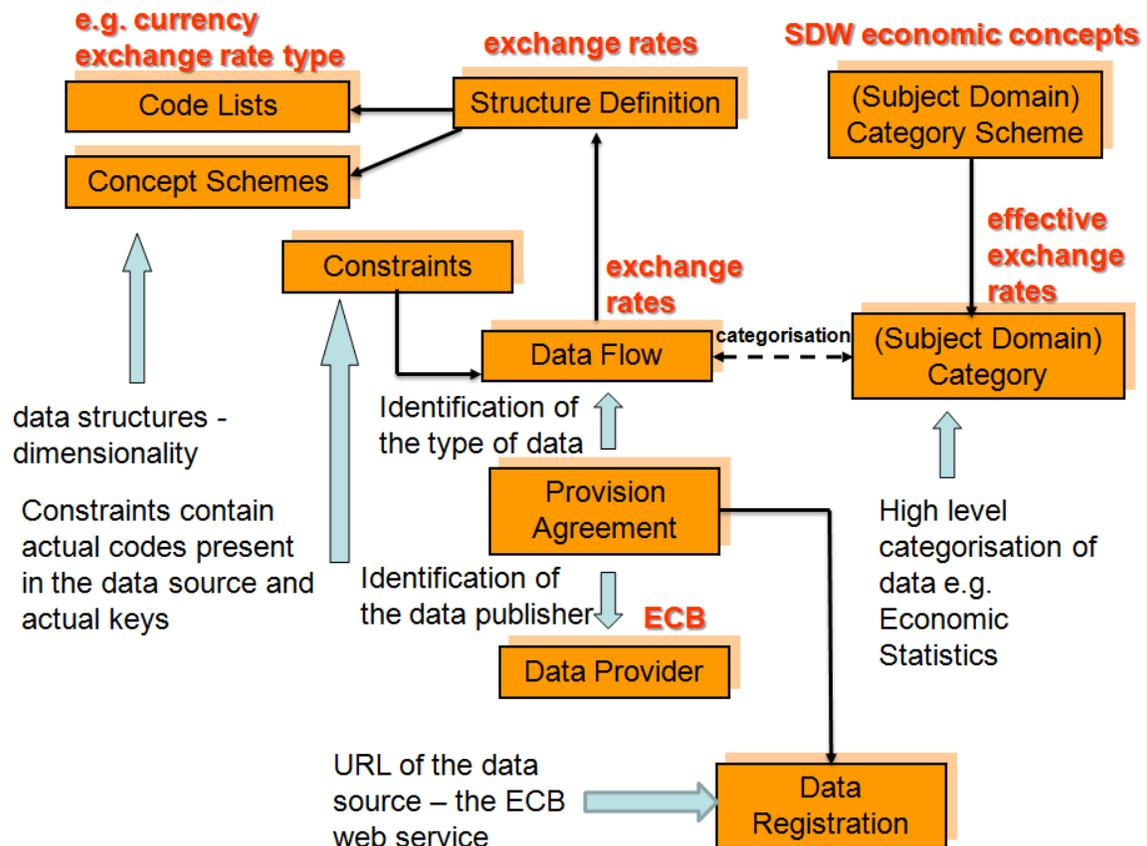 e.g. currency
exchange rate type
exchange rates
SDW economic concepts
Code Lists
Structure Definition
(Subject Domain)
Category Scheme
Concept Schemes
effective
exchange
rates
Constraints
exchange
rates
categorisation
Data Flow
(Subject Domain)
Category
data structures -
dimensionality
Identification of
the type of data
Provision
Agreement
Constraints contain
actual codes present
in the data source and
actual keys
High level
categorisation of
data e.g.
Economic
Statistics
Identification of
the data publisher
ECB
Data Provider
URL of the data
source – the ECB
web service
Data
Registration